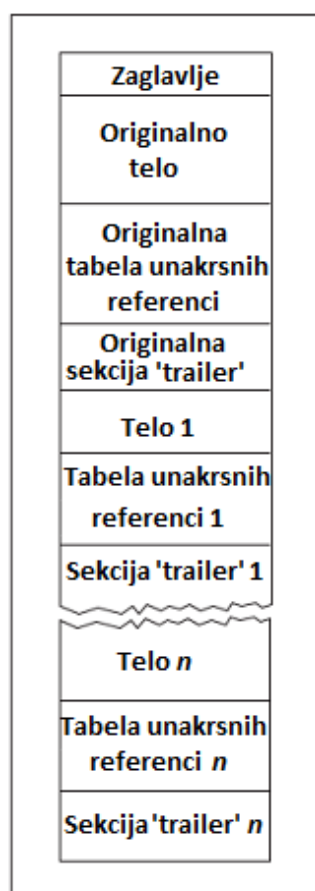 Zaglavlje
Originalno
telo
Originalna
tabela unakrsnih
referenci
Originalna
sekcija 'trailer'
Telo 1
Tabela unakrsnih
referenci 1
Sekcija 'trailer' 1
Telo n
Tabela unakrsnih
referenci n
Sekcija 'trailer' n